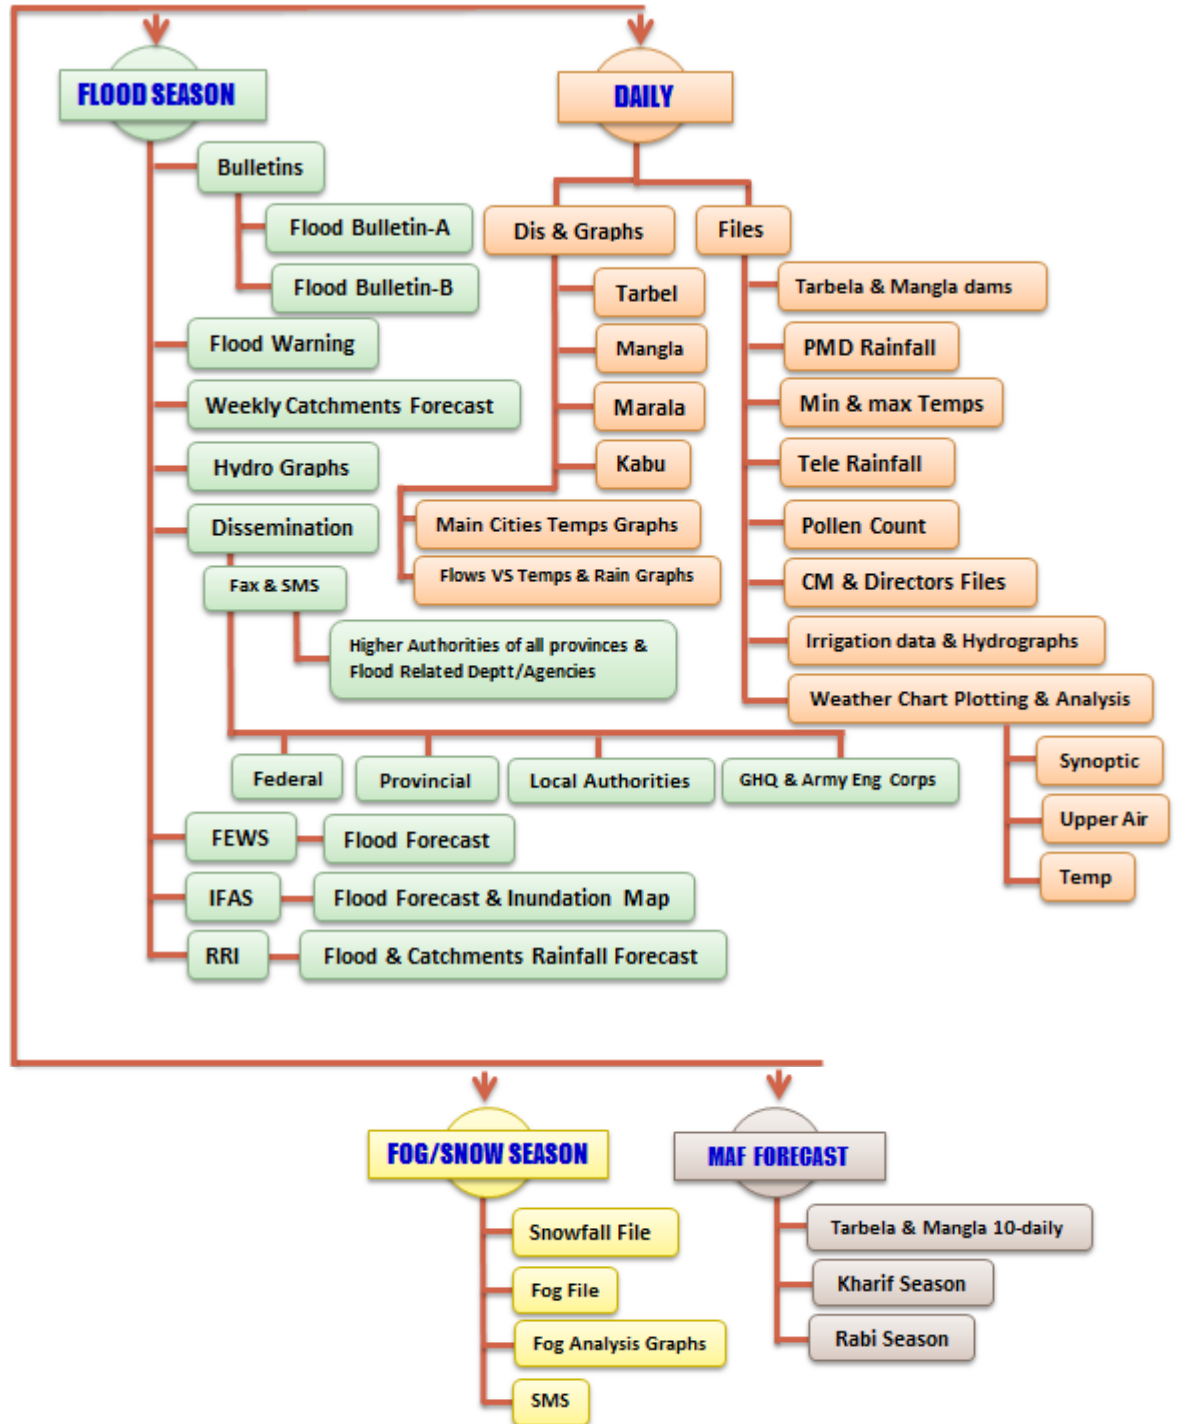 FLOOD SEASON
Bulletins
Flood Bulletin-A
Flood Bulletin-B
Flood Warning
Weekly Catchments Forecast
Hydro Graphs
Dissemination
Fax & SMS
Higher Authorities of all provinces &
Flood Related Deptt/Agencies
Federal
Provincial
Local Authorities
GHQ & Army Eng Corps
FEWS
Flood Forecast
IFAS
Flood Forecast & Inundation Map
RRI
Flood & Catchments Rainfall Forecast
DAILY
Dis & Graphs
Tarbel
Mangla
Marala
Kabu
Main Cities Temps Graphs
Flows VS Temps & Rain Graphs
Files
Tarbela & Mangla dams
PMD Rainfall
Min & max Temps
Tele Rainfall
Pollen Count
CM & Directors Files
Irrigation data & Hydrographs
Weather Chart Plotting & Analysis
Synoptic
Upper Air
Temp
FOG/SNOW SEASON
Snowfall File
Fog File
Fog Analysis Graphs
SMS
MAF FORECAST
Tarbela & Mangla 10-daily
Kharif Season
Rabi Season